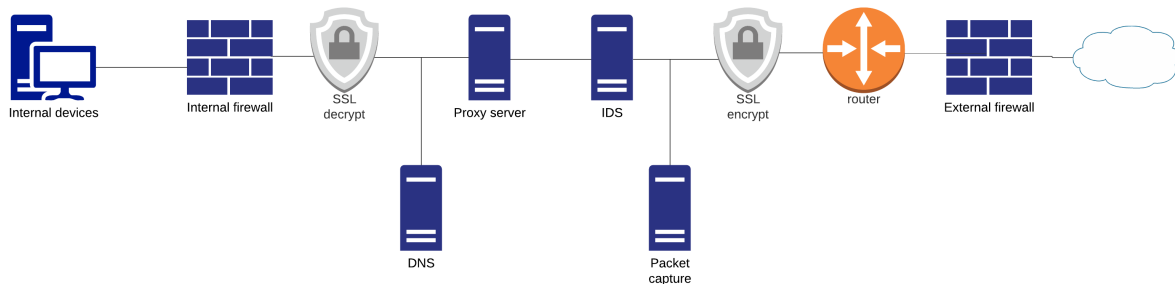 Internal devices
Internal firewall
SSL
decrypt
Proxy server
IDS
SSL
encrypt
router
External firewall
DNS
Packet
capture